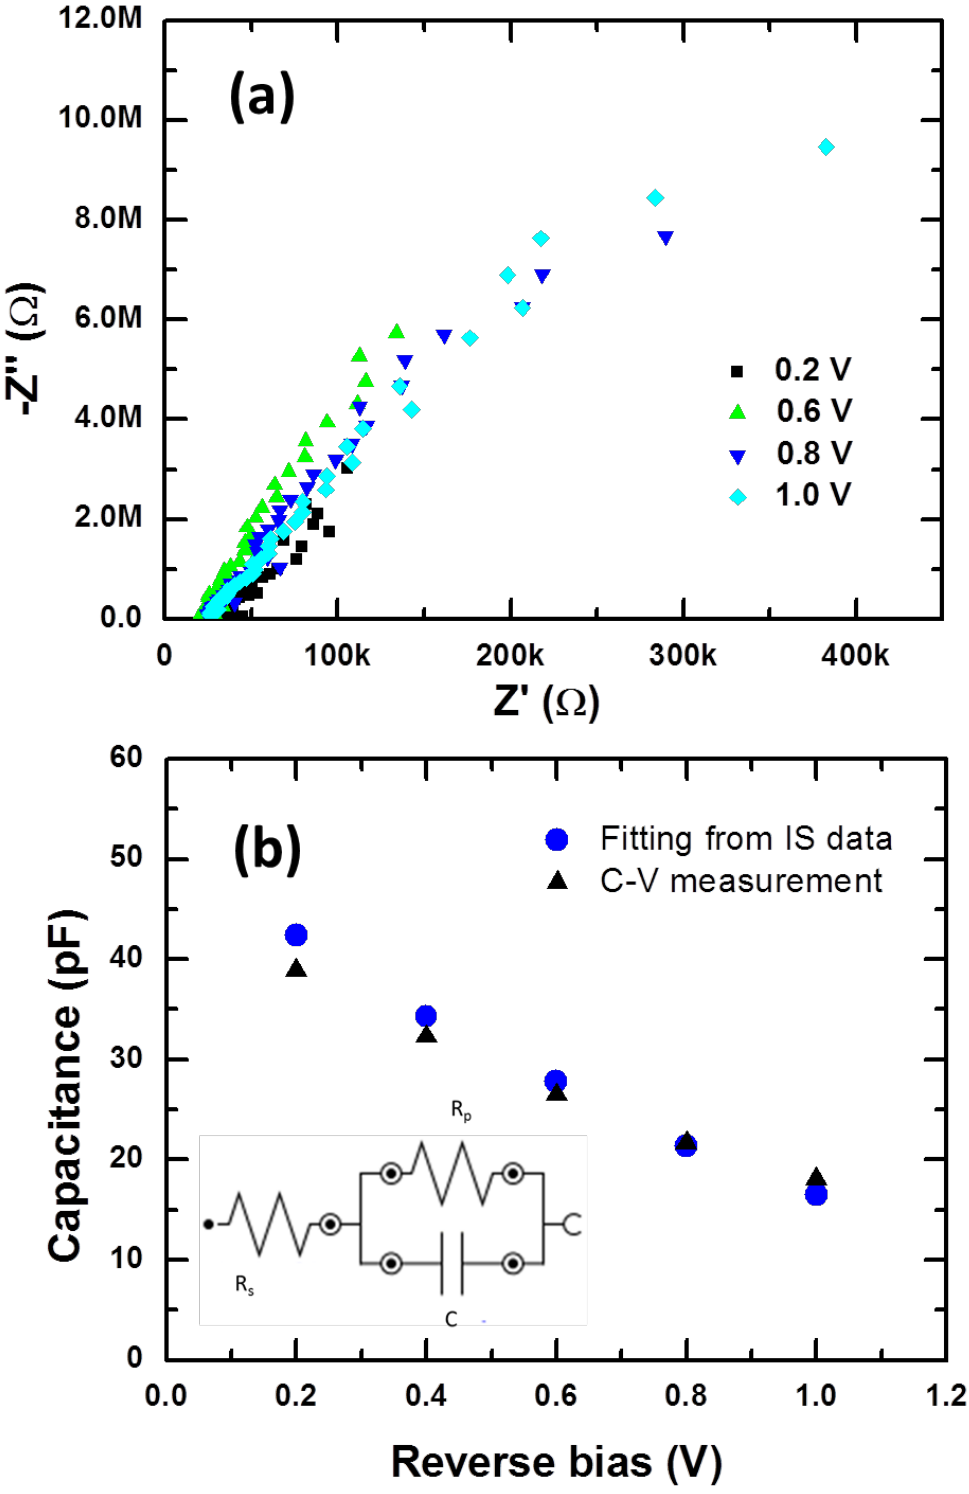 12.0M
10.0M
8.0M
6.0M
4.0M
2.0M
0.0
-Z'' (Ω)
(a)
0.2 V
0.6 V
0.8 V
1.0 V
0 100k 200k 300k 400k
Z' (Ω)
60
50
40
30
20
10
0
Capacitance (pF)
(b)
Fitting from IS data
C-V measurement
Rp
Rs
C
0.0 0.2 0.4 0.6 0.8 1.0 1.2
Reverse bias (V)